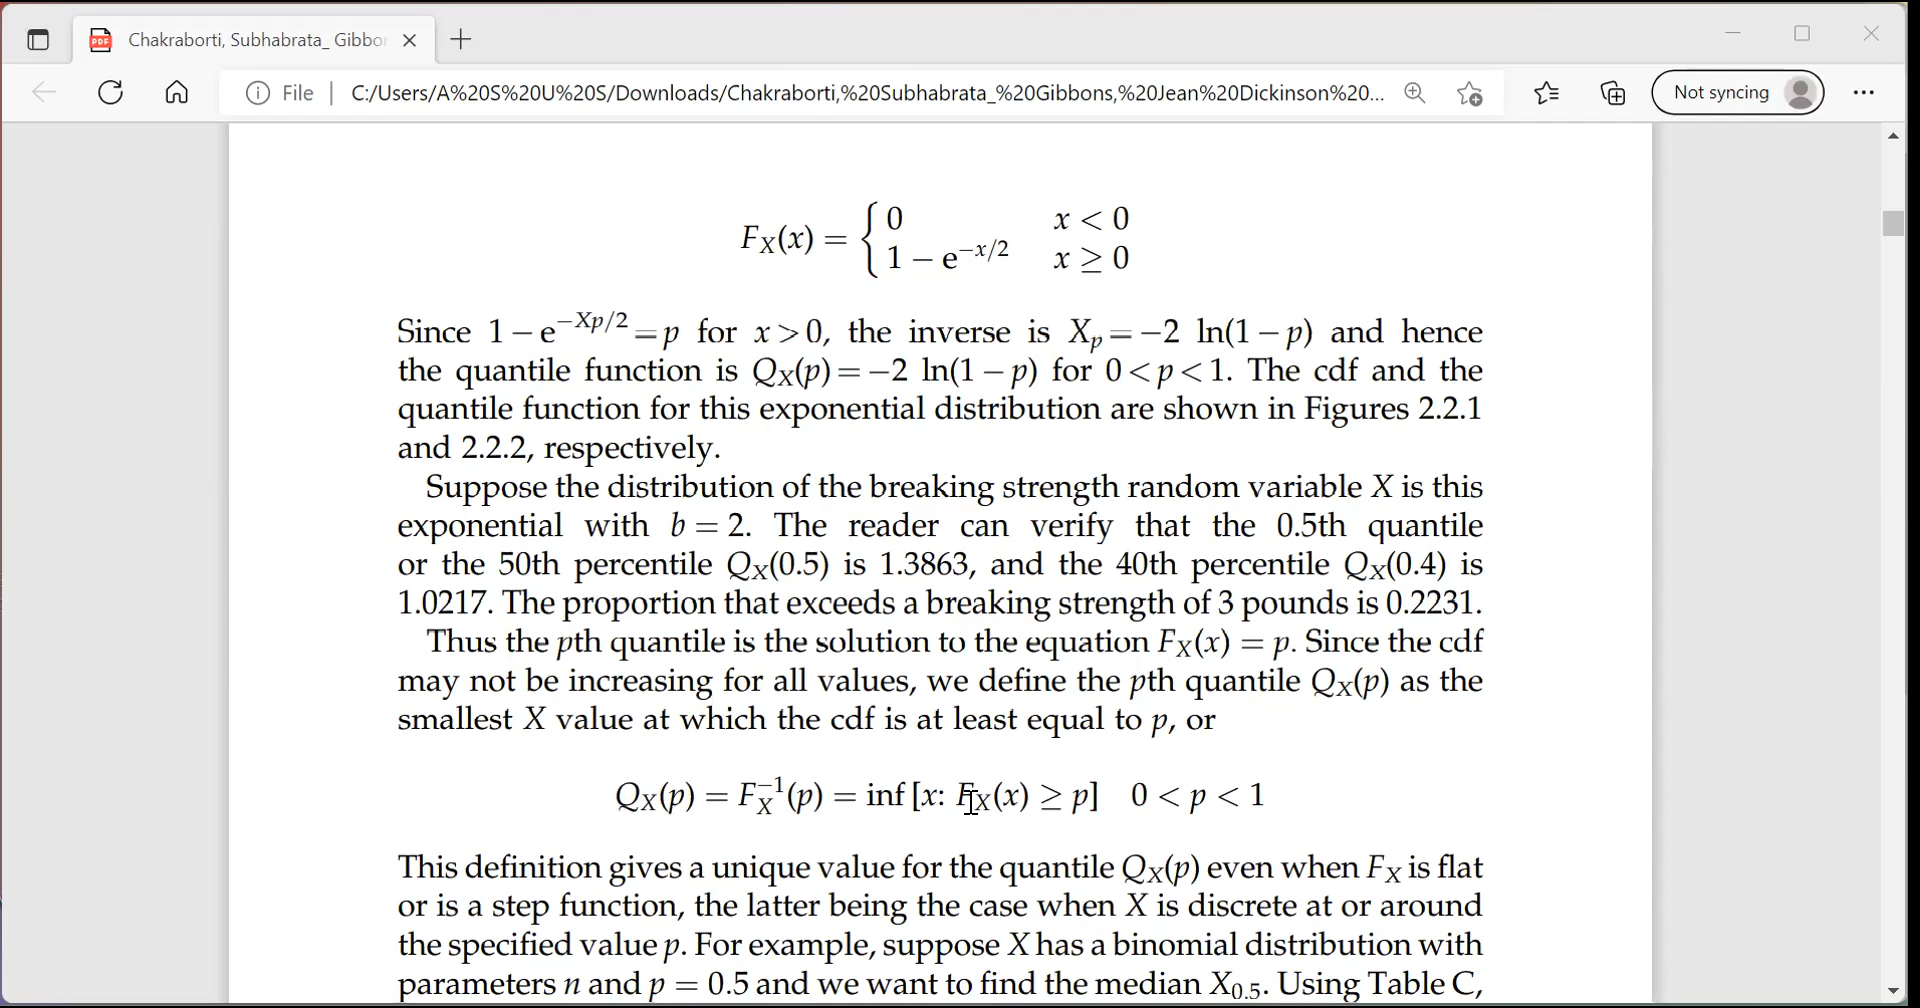 Chakraborti, Subhabrata_ Gibbo
File
C:/Users/A%20S%20U%20S/Downloads/Chakraborti,%20Subhabrata_%20Gibbons,%20Jean%20Dickinson%20...
Not syncing
F_X(x) = { 0 x < 0
1 − e^{−x/2} x ≥ 0
Since 1 − e^{−Xp/2} = p for x > 0, the inverse is X_p = −2 ln(1 − p) and hence
the quantile function is Q_X(p) = −2 ln(1 − p) for 0 < p < 1. The cdf and the
quantile function for this exponential distribution are shown in Figures 2.2.1
and 2.2.2, respectively.
Suppose the distribution of the breaking strength random variable X is this
exponential with b = 2. The reader can verify that the 0.5th quantile
or the 50th percentile Q_X(0.5) is 1.3863, and the 40th percentile Q_X(0.4) is
1.0217. The proportion that exceeds a breaking strength of 3 pounds is 0.2231.
Thus the pth quantile is the solution to the equation F_X(x) = p. Since the cdf
may not be increasing for all values, we define the pth quantile Q_X(p) as the
smallest X value at which the cdf is at least equal to p, or
Q_X(p) = F_X^{−1}(p) = inf [x: F_X(x) ≥ p] 0 < p < 1
This definition gives a unique value for the quantile Q_X(p) even when F_X is flat
or is a step function, the latter being the case when X is discrete at or around
the specified value p. For example, suppose X has a binomial distribution with
parameters n and p = 0.5 and we want to find the median X_{0.5}. Using Table C,